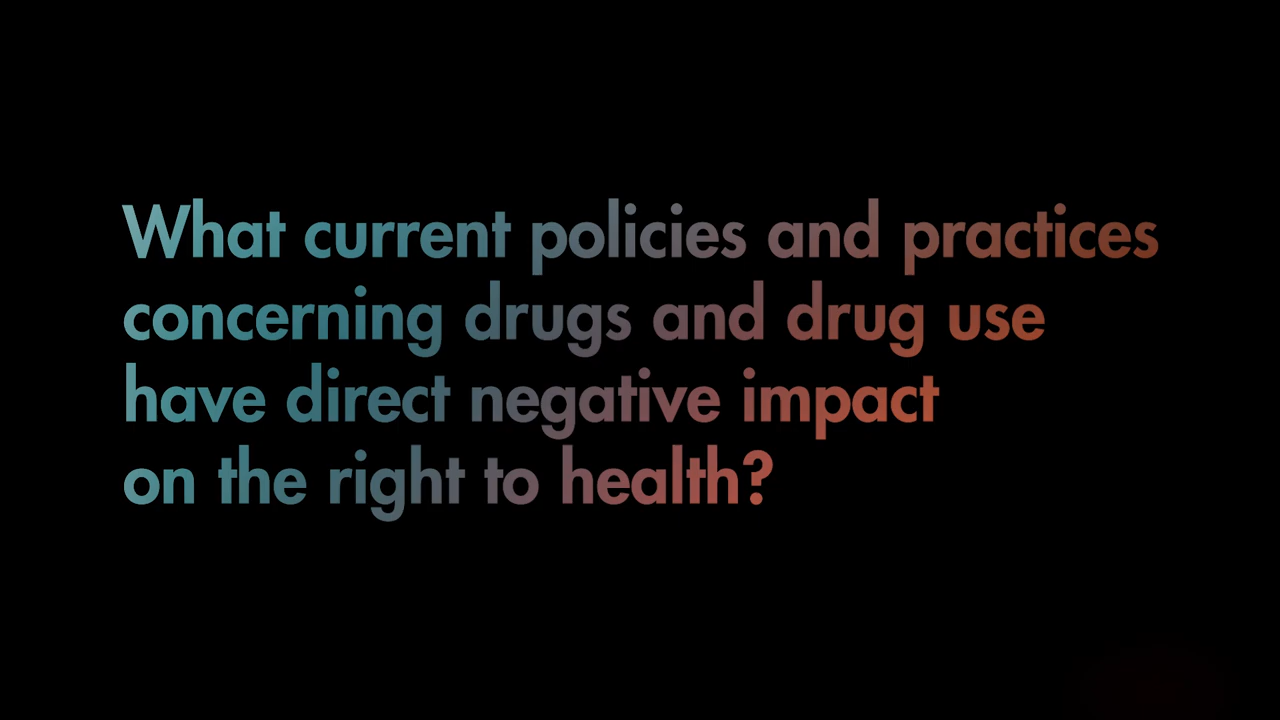 What current policies and practices
concerning drugs and drug use
have direct negative impact
on the right to health?